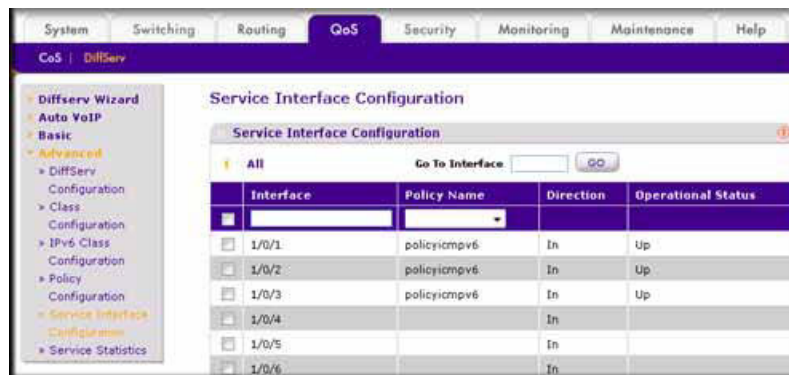 System Switching Routing QoS Security Monitoring Maintenance Help
CoS | DiffServ
Diffserv Wizard
Auto VoIP
Basic
Advanced
» DiffServ
Configuration
» Class
Configuration
» IPv6 Class
Configuration
» Policy
Configuration
» Service Interface
Configuration
» Service Statistics
Service Interface Configuration
Service Interface Configuration
1 All Go To Interface GO
Interface Policy Name Direction Operational Status
1/0/1 policyicmpv6 In Up
1/0/2 policyicmpv6 In Up
1/0/3 policyicmpv6 In Up
1/0/4 In
1/0/5 In
1/0/6 In